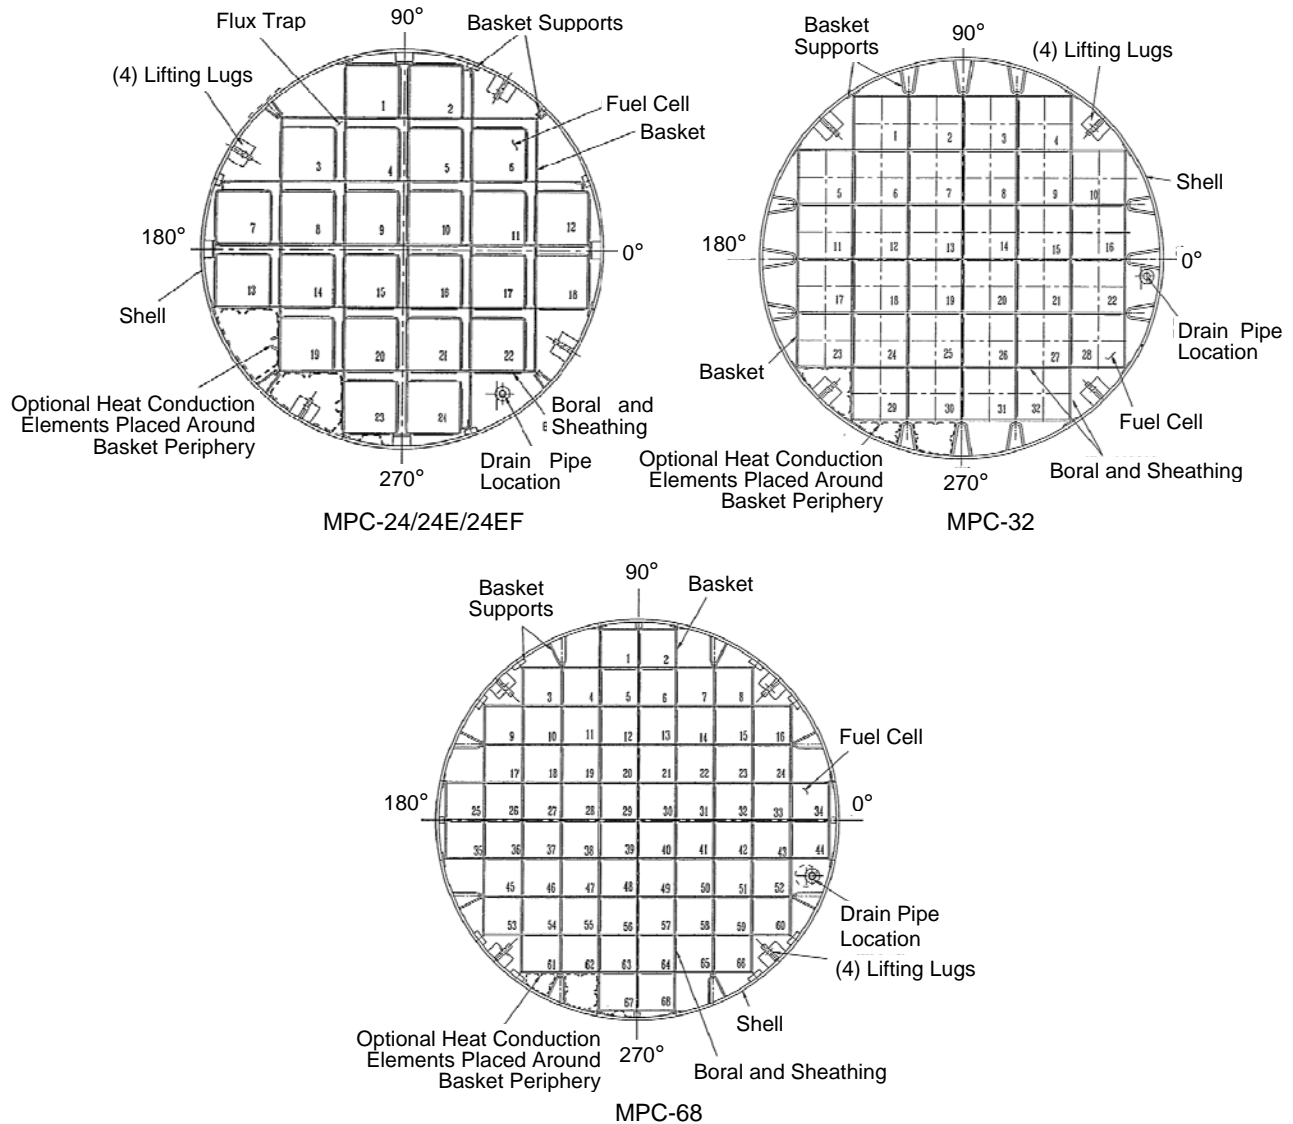 Flux Trap
90°
Basket Supports
(4) Lifting Lugs
Fuel Cell
Basket
1 2
3 4 5 6
7 8 9 10 11 12
180°
0°
13 14 15 16 17 18
Shell
19 20 21 22
23 24
Optional Heat Conduction
Elements Placed Around
Basket Periphery
Boral and
Sheathing
Drain Pipe
Location
270°
MPC-24/24E/24EF
Basket
Supports
90°
(4) Lifting Lugs
1 2 3 4
Shell
5 6 7 8 9 10
11 12 13 14 15 16
180°
0°
17 18 19 20 21 22
Drain Pipe
Location
23 24 25 26 27 28
Basket
29 30 31 32
Fuel Cell
Optional Heat Conduction
Elements Placed Around
Basket Periphery
Boral and Sheathing
270°
MPC-32
90°
Basket
Supports
Basket
1 2
3 4 5 6 7 8
9 10 11 12 13 14 15 16
Fuel Cell
17 18 19 20 21 22 23 24
25 26 27 28 29 30 31 32 33 34
180°
0°
35 36 37 38 39 40 41 42 43 44
45 46 47 48 49 50 51 52
Drain Pipe
Location
53 54 55 56 57 58 59 60
(4) Lifting Lugs
61 62 63 64 65 66
67 68
Shell
Optional Heat Conduction
Elements Placed Around
Basket Periphery
270°
Boral and Sheathing
MPC-68